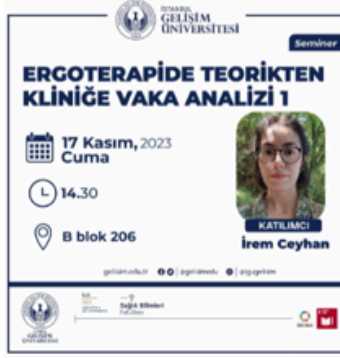 İSTANBUL
GELİŞİM
ÜNİVERSİTESİ
Seminer
ERGOTERAPİDE TEORİKTEN
KLİNİĞE VAKA ANALİZİ 1
17 Kasım, 2023
Cuma
14.30
B blok 206
KATILIMCI
İrem Ceyhan
gelisim.edu.tr
Sağlık Bilimleri
Fakültesi